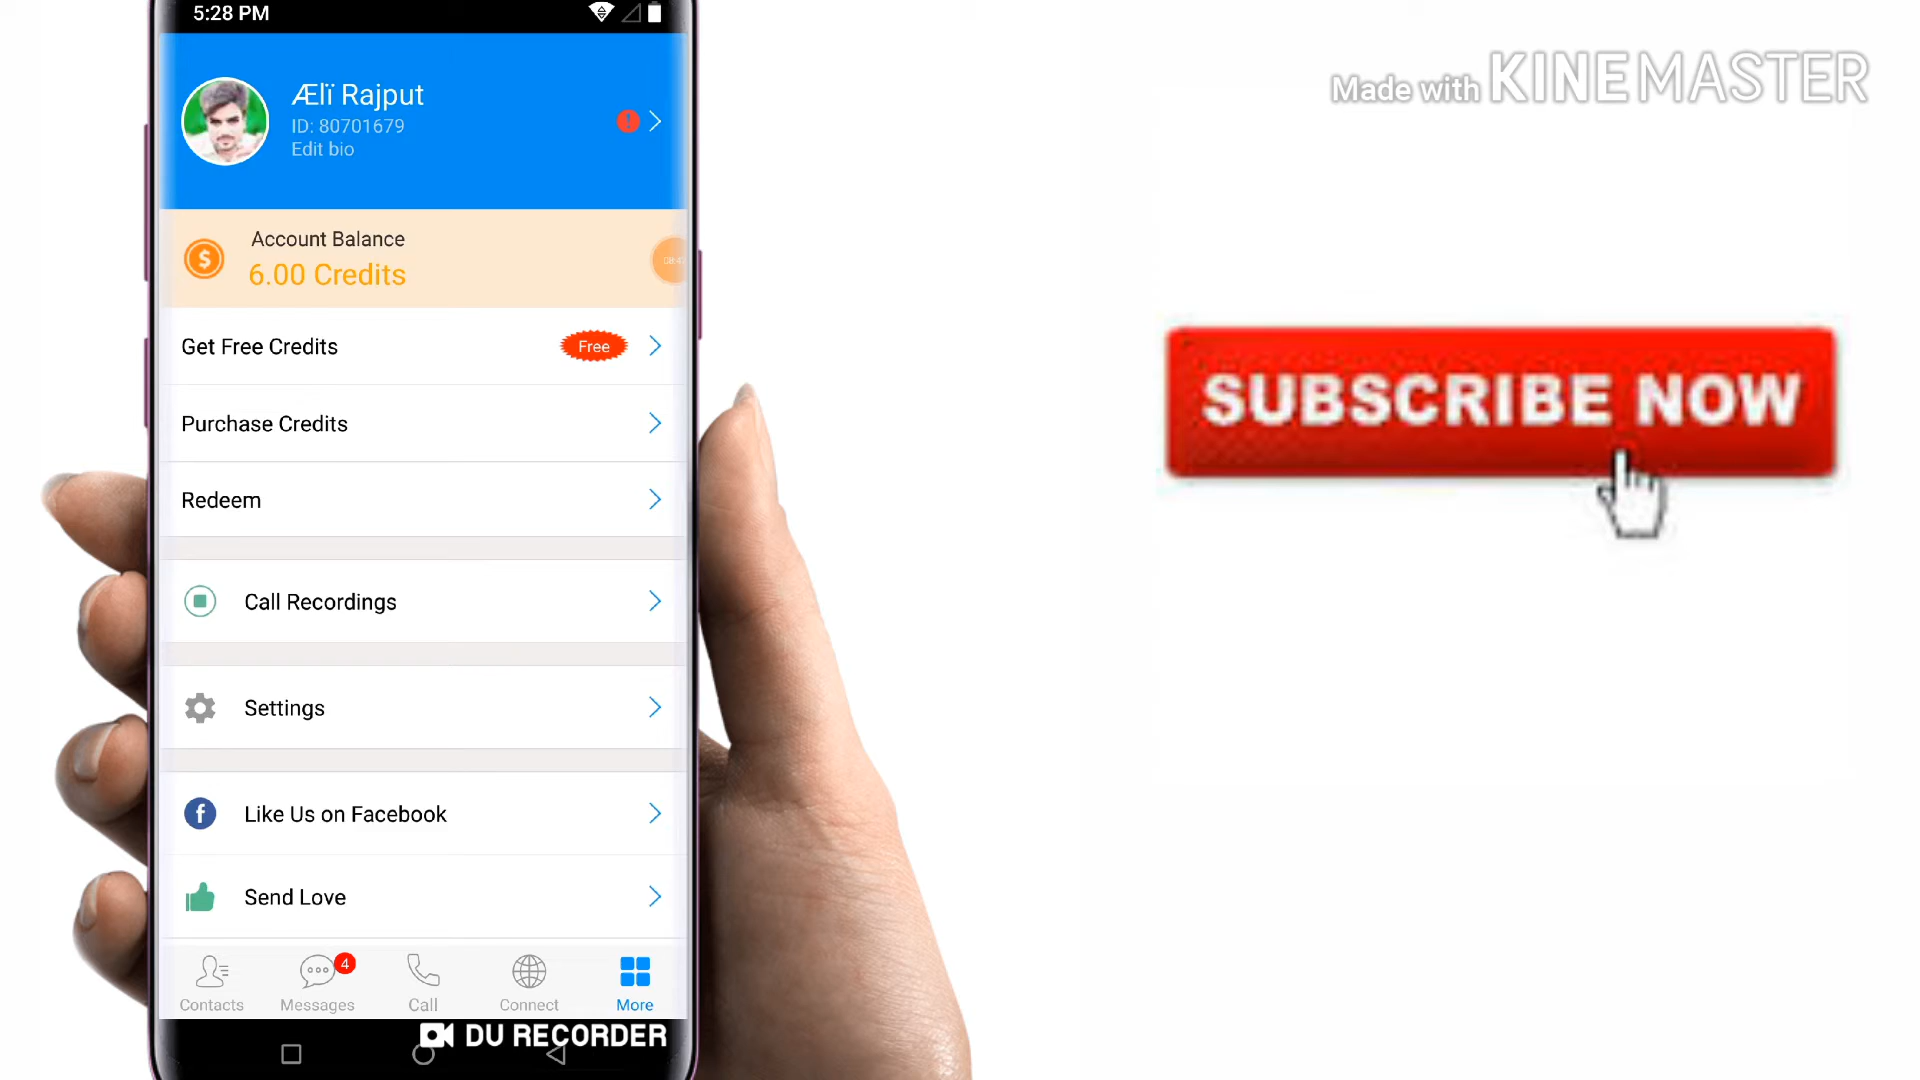 5:28 PM
Ælï Rajput
ID: 80701679
Edit bio
Account Balance
6.00 Credits
Get Free Credits
Free
Purchase Credits
Redeem
Call Recordings
Settings
Like Us on Facebook
Send Love
4
Contacts
Messages
Call
Connect
More
DU RECORDER
Made with KINEMASTER
SUBSCRIBE NOW